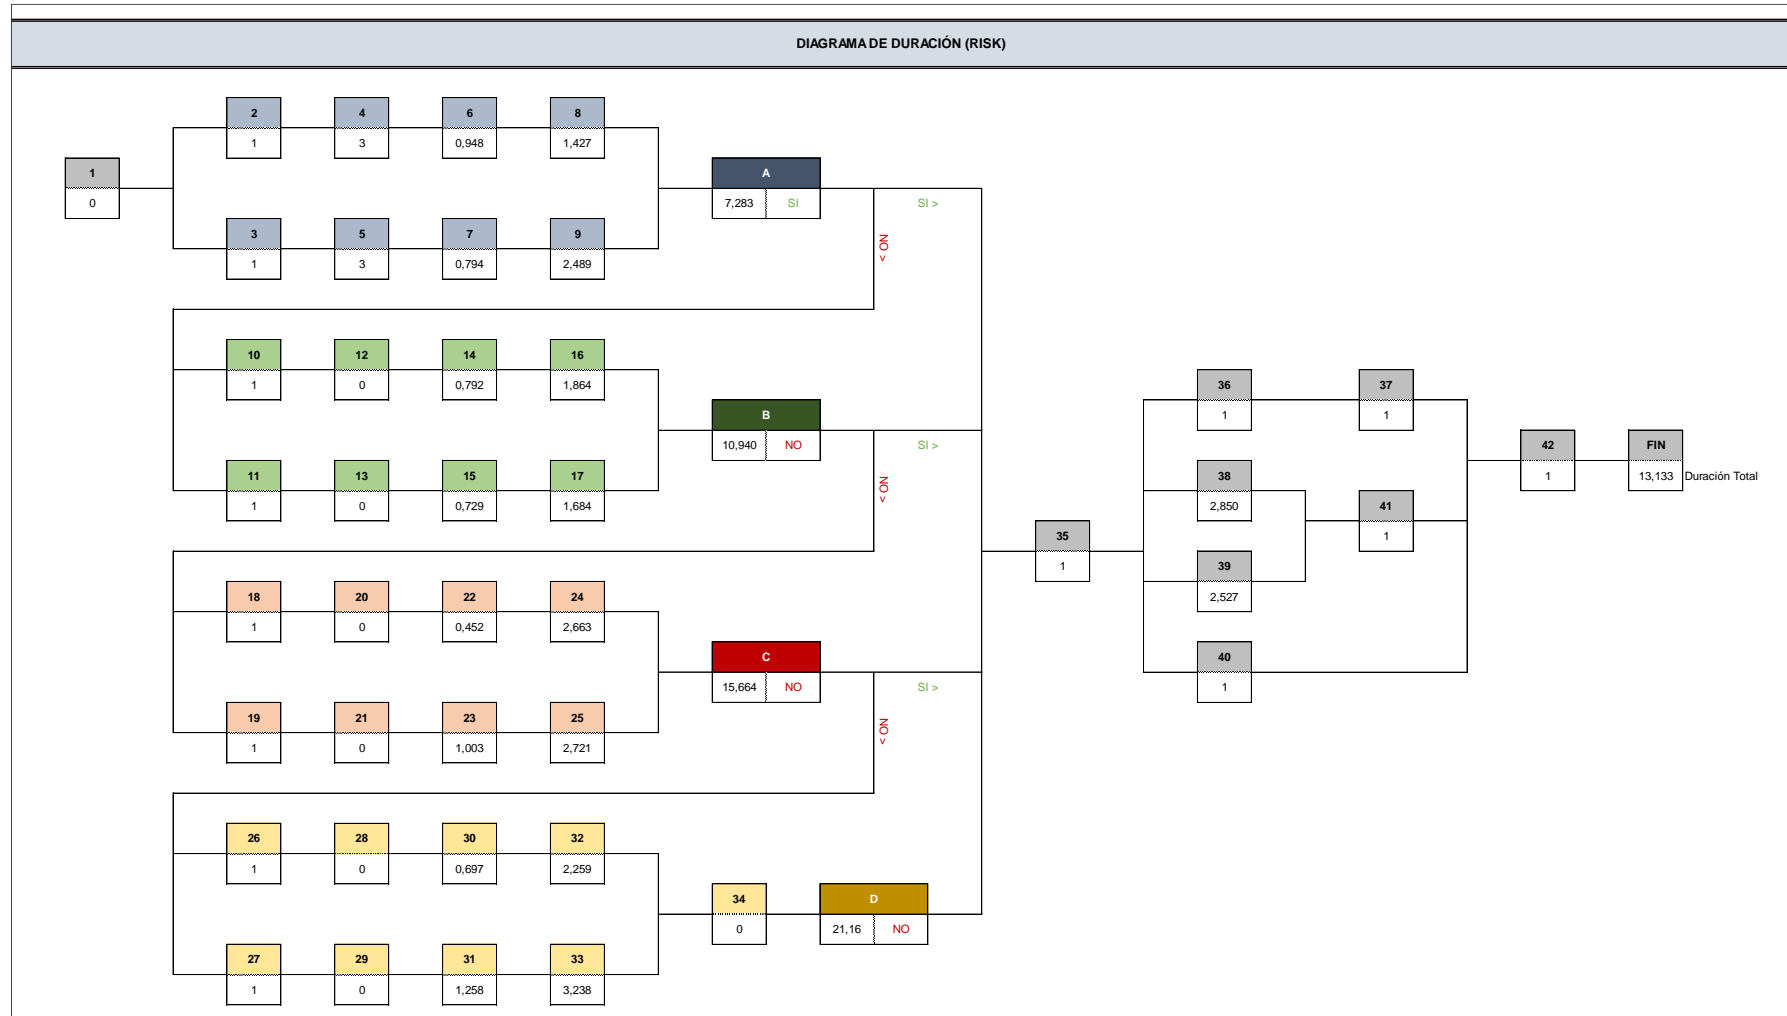 DIAGRAMA DE DURACIÓN (RISK)
2 4 6 8
1 3 0,948 1,427
1 A
0 7,283 SI SI >
3 5 7 9
1 3 0,794 2,489
NO >
10 12 14 16
1 0 0,792 1,864
36 37
1 1
B
10,940 NO SI >
42 FIN
1 13,133 Duración Total
11 13 15 17
1 0 0,729 1,684
NO >
38
2,850
41
1
35
1
39
2,527
18 20 22 24
1 0 0,452 2,663
C
15,664 NO SI >
40
1
19 21 23 25
1 0 1,003 2,721
NO >
26 28 30 32
1 0 0,697 2,259
34 D
0 21,16 NO
27 29 31 33
1 0 1,258 3,238